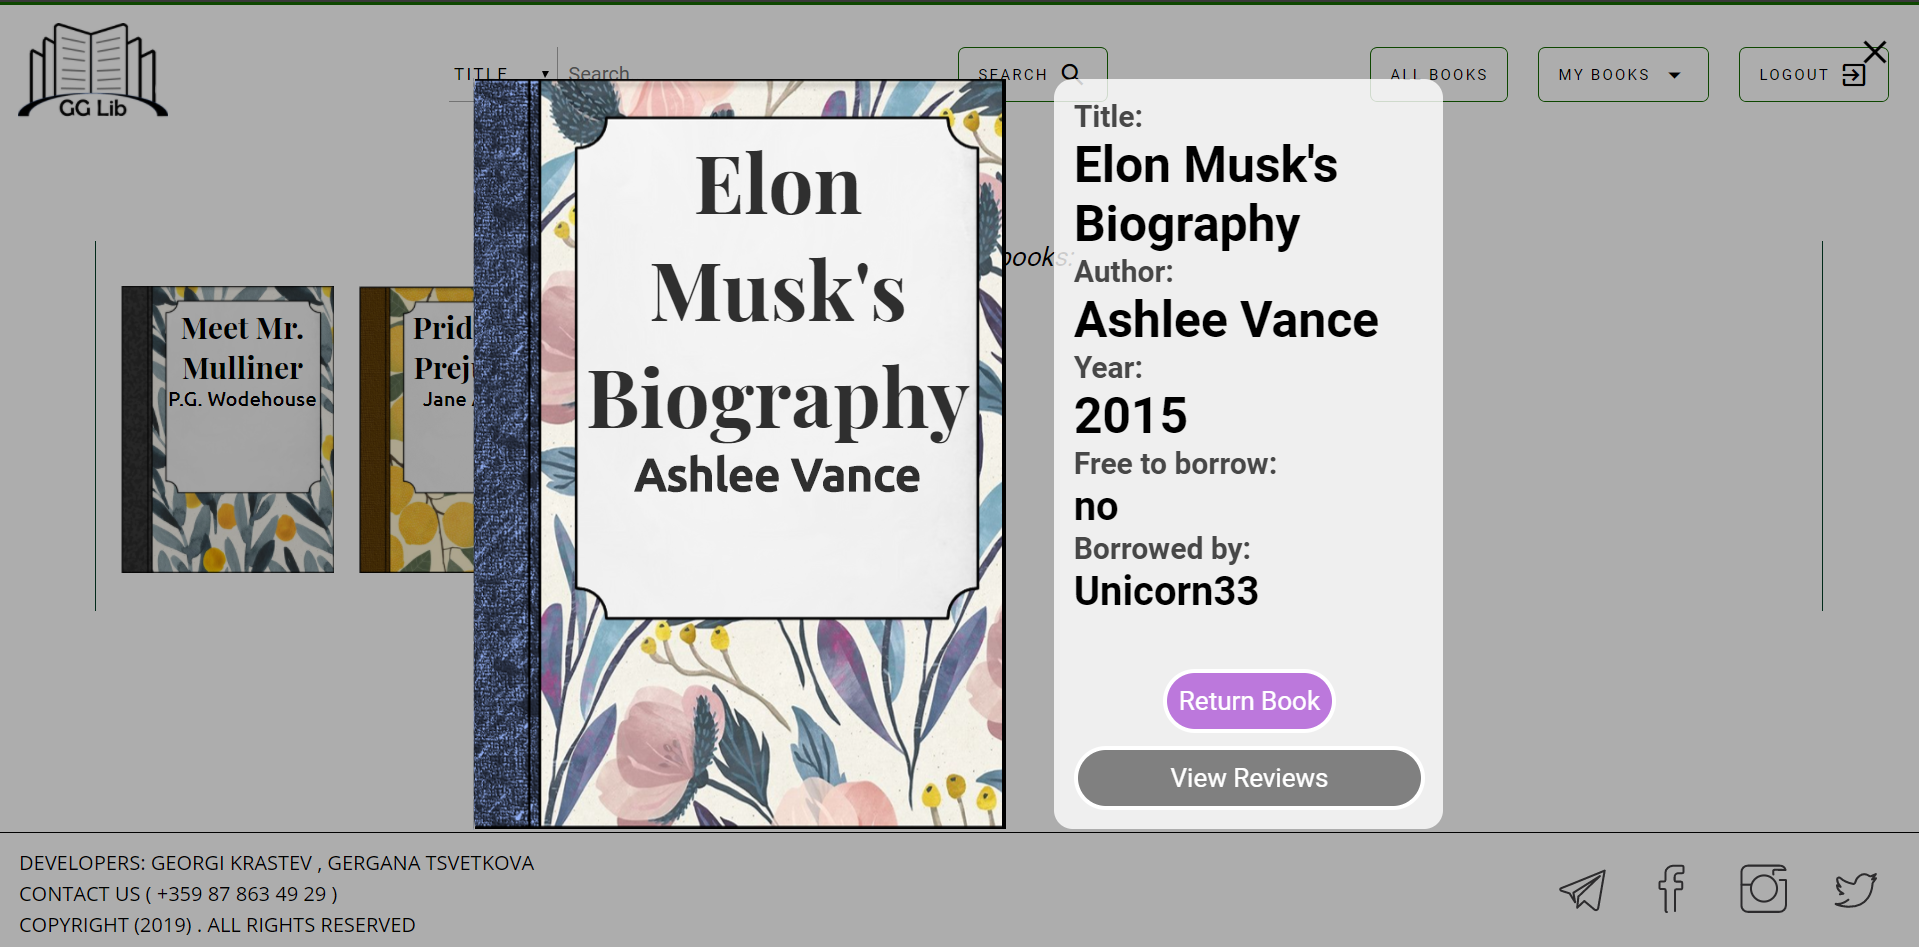 GG Lib
TITLE
Search
SEARCH
ALL BOOKS
MY BOOKS
LOGOUT
books:
Meet Mr.
Mulliner
P.G. Wodehouse
Jane
Elon
Musk's
Biography
Ashlee Vance
Title:
Elon Musk's
Biography
Author:
Ashlee Vance
Year:
2015
Free to borrow:
no
Borrowed by:
Unicorn33
Return Book
View Reviews
DEVELOPERS: GEORGI KRASTEV , GERGANA TSVETKOVA
CONTACT US ( +359 87 863 49 29 )
COPYRIGHT (2019) . ALL RIGHTS RESERVED